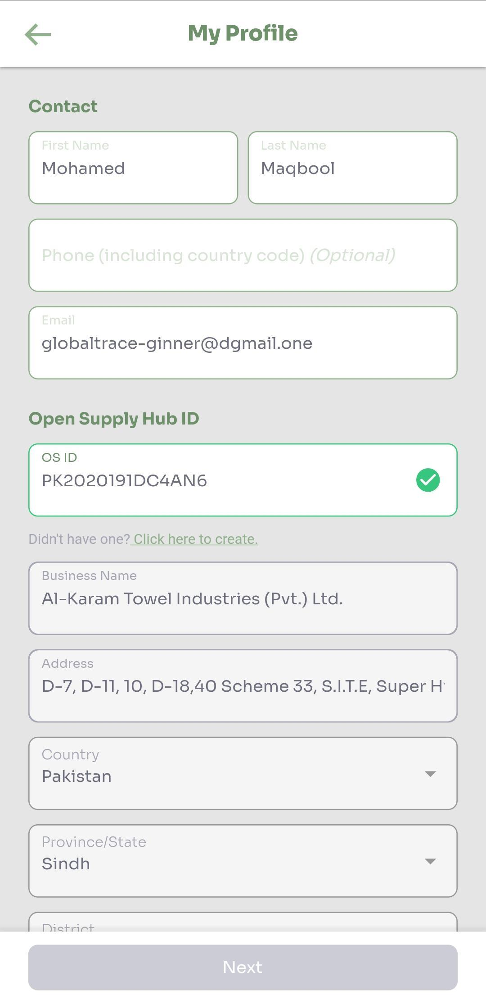 My Profile
Contact
First Name
Mohamed
Last Name
Maqbool
Phone (including country code) (Optional)
Email
globaltrace-ginner@dgmail.one
Open Supply Hub ID
OS ID
PK2020191DC4AN6
Didn't have one? Click here to create.
Business Name
Al-Karam Towel Industries (Pvt.) Ltd.
Address
D-7, D-11, 10, D-18,40 Scheme 33, S.I.T.E, Super
Country
Pakistan
Province/State
Sindh
District
Next